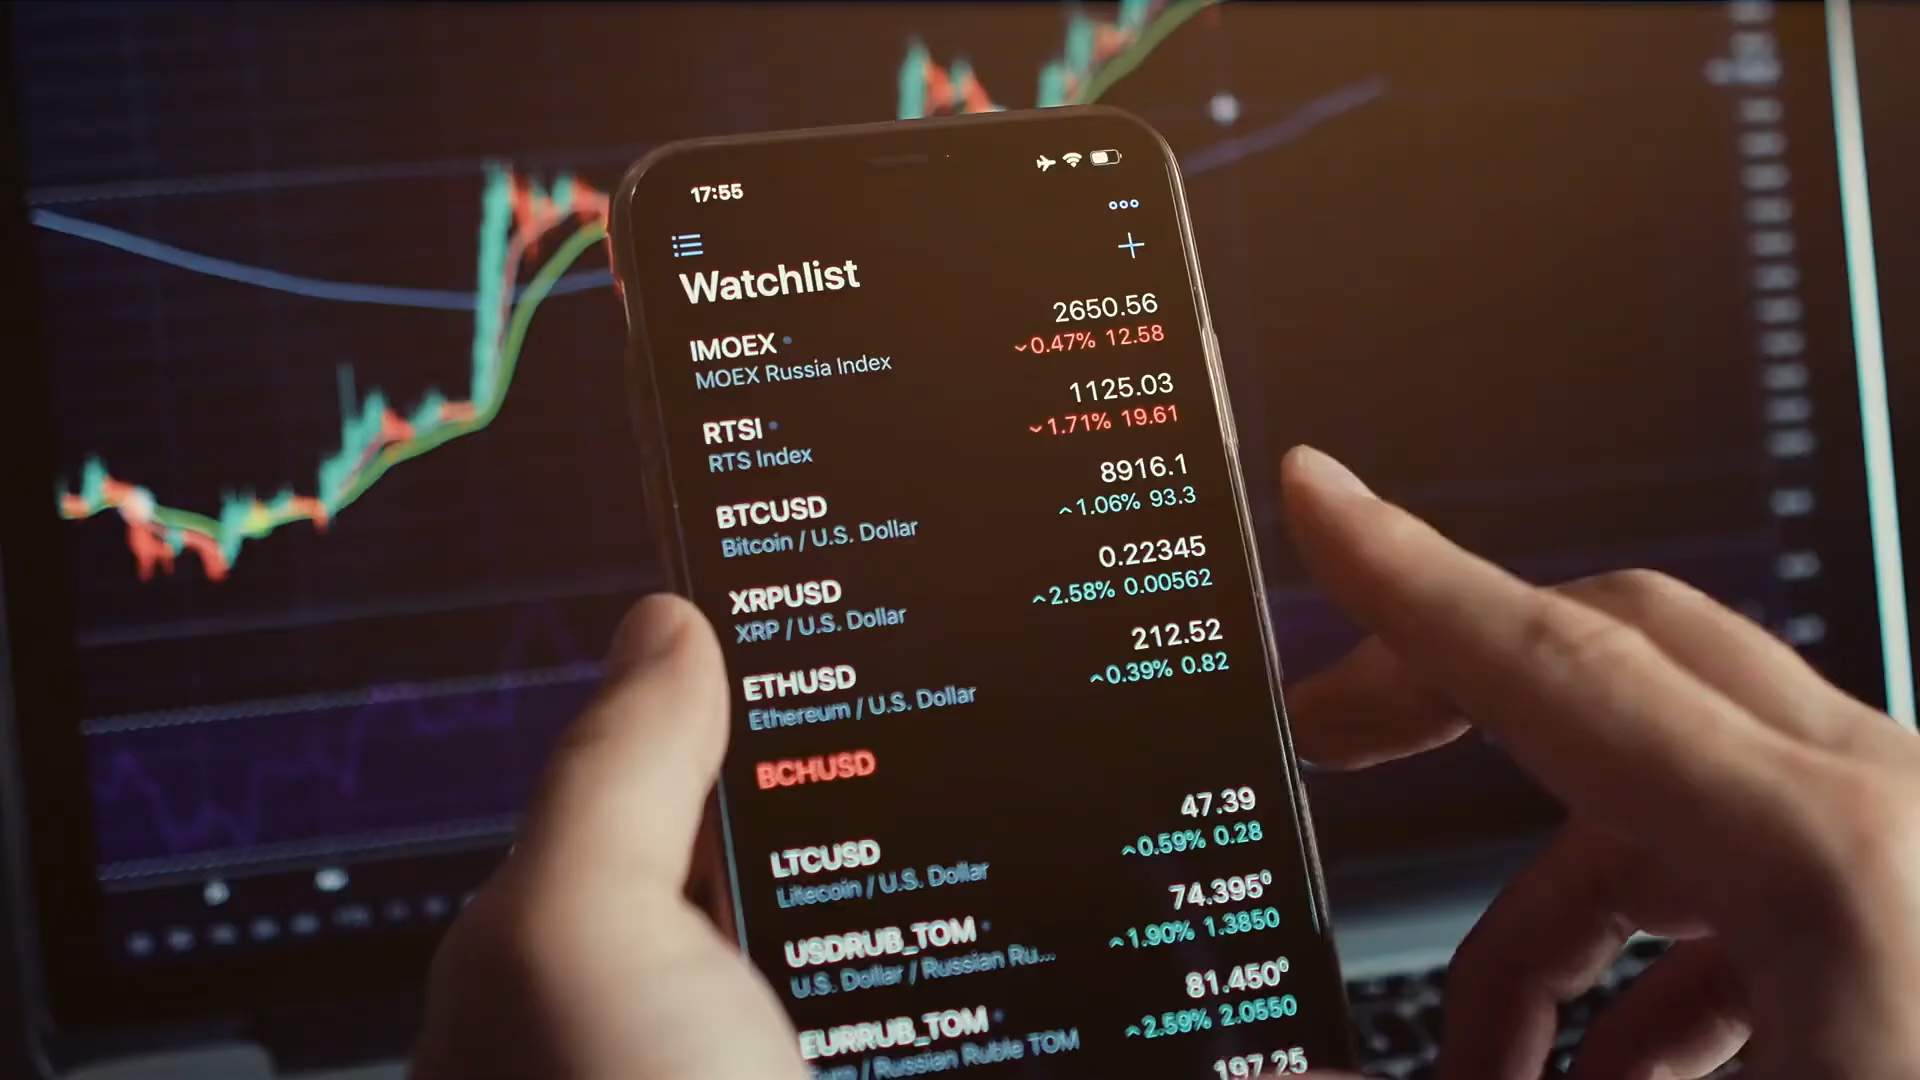 17:55
Watchlist
IMOEX 2650.56
MOEX Russia Index 0.47% 12.58
RTSI 1125.03
RTS Index 1.71% 19.61
BTCUSD 8916.1
Bitcoin / U.S. Dollar 1.06% 93.3
XRPUSD 0.22345
XRP / U.S. Dollar 2.58% 0.00562
ETHUSD 212.52
Ethereum / U.S. Dollar 0.39% 0.82
BCHUSD
LTCUSD 47.39
Litecoin / U.S. Dollar 0.59% 0.28
USDRUB_TOM 74.395⁰
U.S. Dollar / Russian Ru... 1.90% 1.3850
EURRUB_TOM 81.450⁰
/ Russian Ruble TOM 2.59% 2.0550
197.25